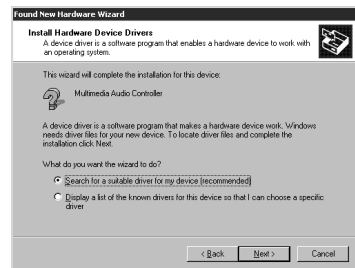 Found New Hardware Wizard
Install Hardware Device Drivers
A device driver is a software program that enables a hardware device to work with
an operating system.
This wizard will complete the installation for this device:
Multimedia Audio Controller
A device driver is a software program that makes a hardware device work. Windows
needs driver files for your new device. To locate driver files and complete the
installation click Next.
What do you want the wizard to do?
Search for a suitable driver for my device (recommended)
Display a list of the known drivers for this device so that I can choose a specific
driver
< Back Next > Cancel